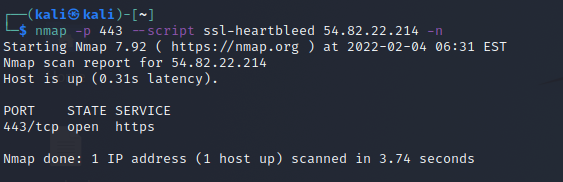 ┌──(kali㉿kali)-[~]
└─$ nmap -p 443 --script ssl-heartbleed 54.82.22.214 -n
Starting Nmap 7.92 ( https://nmap.org ) at 2022-02-04 06:31 EST
Nmap scan report for 54.82.22.214
Host is up (0.31s latency).
PORT    STATE SERVICE
443/tcp open  https
Nmap done: 1 IP address (1 host up) scanned in 3.74 seconds